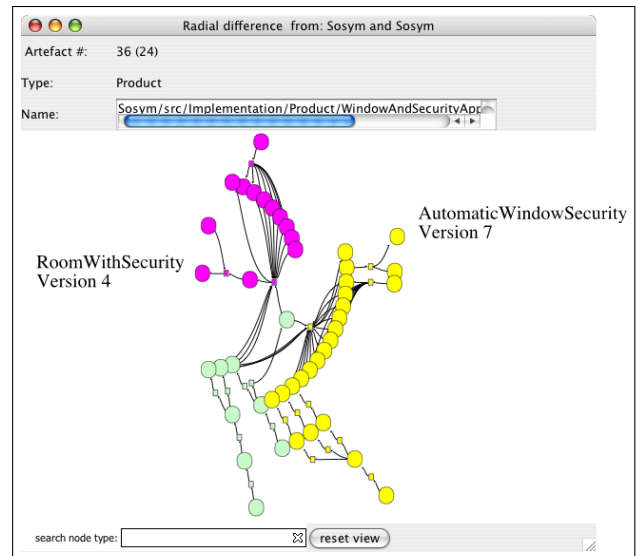 Radial difference from: Sosym and Sosym
Artefact #: 36 (24)
Type: Product
Name: Sosym/src/Implementation/Product/WindowAndSecurityApp
AutomaticWindowSecurity
Version 7
RoomWithSecurity
Version 4
search node type: reset view